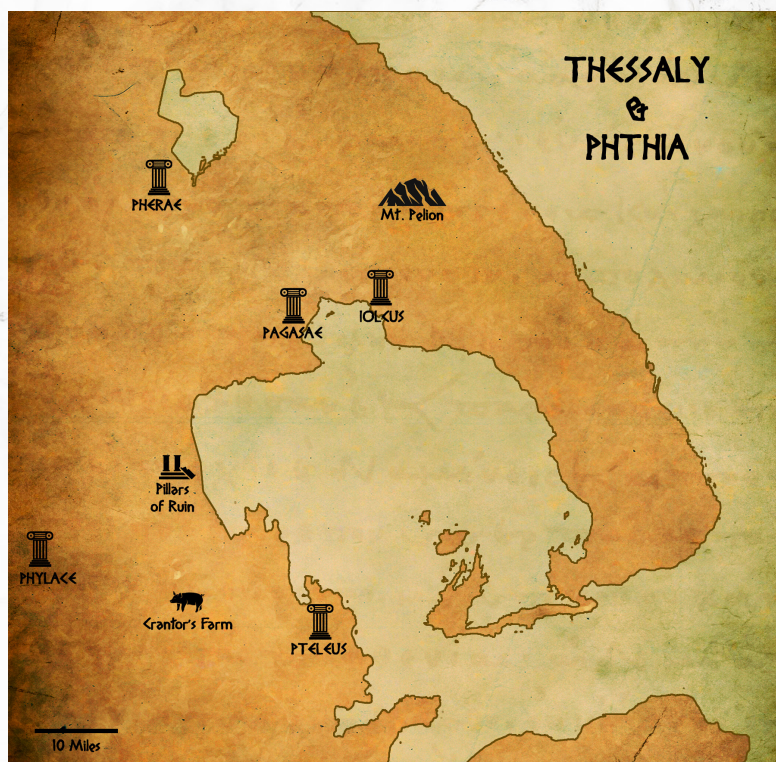 THESSALY
&
PHTHIA
PHERAE
Mt. Pelion
PAGASAE
IOLCUS
Pillars
of Ruin
PHYLACE
Crantor's Farm
PTELEUS
10 Miles